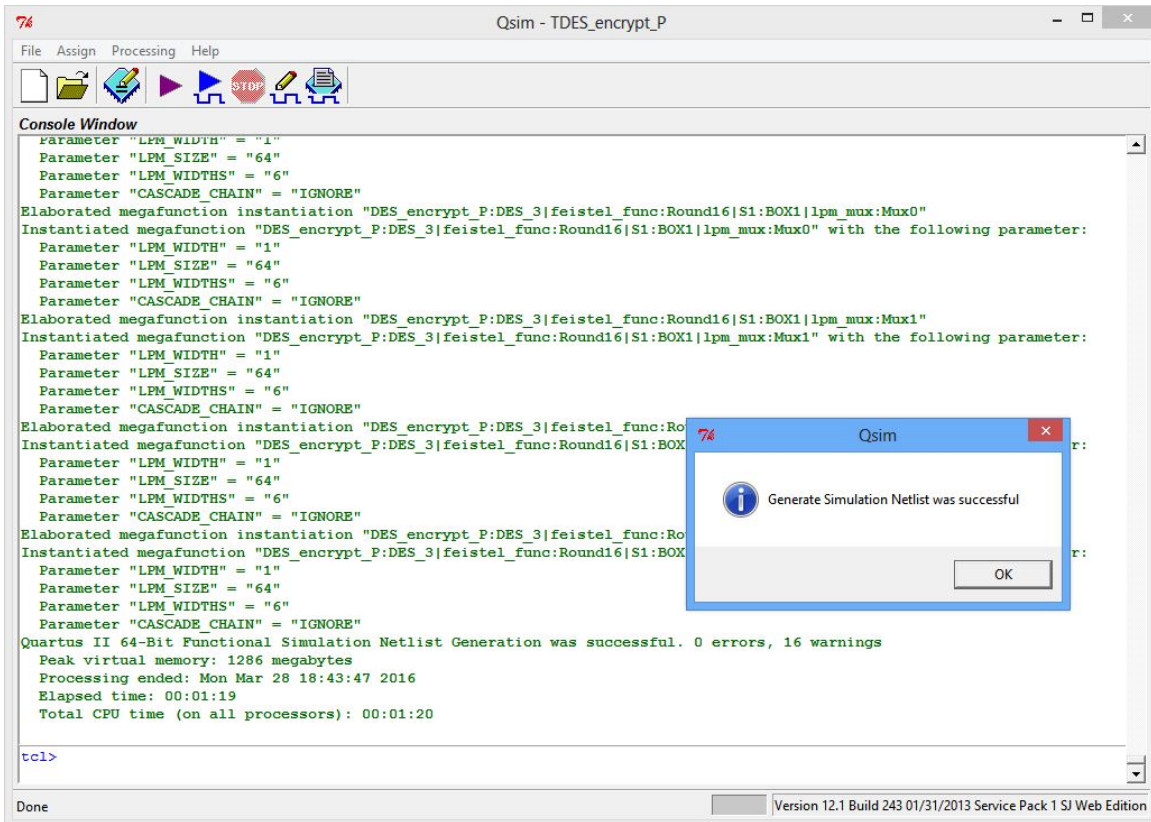 Qsim - TDES_encrypt_P
File Assign Processing Help
STOP
Console Window
Parameter "LPM_WIDTH" = "1"
Parameter "LPM_SIZE" = "64"
Parameter "LPM_WIDTHS" = "6"
Parameter "CASCADE_CHAIN" = "IGNORE"
Elaborated megafunction instantiation "DES_encrypt_P:DES_3|feistel_func:Round16|S1:BOX1|lpm_mux:Mux0"
Instantiated megafunction "DES_encrypt_P:DES_3|feistel_func:Round16|S1:BOX1|lpm_mux:Mux0" with the following parameter:
Parameter "LPM_WIDTH" = "1"
Parameter "LPM_SIZE" = "64"
Parameter "LPM_WIDTHS" = "6"
Parameter "CASCADE_CHAIN" = "IGNORE"
Elaborated megafunction instantiation "DES_encrypt_P:DES_3|feistel_func:Round16|S1:BOX1|lpm_mux:Mux1"
Instantiated megafunction "DES_encrypt_P:DES_3|feistel_func:Round16|S1:BOX1|lpm_mux:Mux1" with the following parameter:
Parameter "LPM_WIDTH" = "1"
Parameter "LPM_SIZE" = "64"
Parameter "LPM_WIDTHS" = "6"
Parameter "CASCADE_CHAIN" = "IGNORE"
Elaborated megafunction instantiation "DES_encrypt_P:DES_3|feistel_func:Ro
Instantiated megafunction "DES_encrypt_P:DES_3|feistel_func:Round16|S1:BOX r:
Parameter "LPM_WIDTH" = "1"
Parameter "LPM_SIZE" = "64"
Parameter "LPM_WIDTHS" = "6"
Parameter "CASCADE_CHAIN" = "IGNORE"
Elaborated megafunction instantiation "DES_encrypt_P:DES_3|feistel_func:Ro
Instantiated megafunction "DES_encrypt_P:DES_3|feistel_func:Round16|S1:BOX r:
Parameter "LPM_WIDTH" = "1"
Parameter "LPM_SIZE" = "64"
Parameter "LPM_WIDTHS" = "6"
Parameter "CASCADE_CHAIN" = "IGNORE"
Quartus II 64-Bit Functional Simulation Netlist Generation was successful. 0 errors, 16 warnings
Peak virtual memory: 1286 megabytes
Processing ended: Mon Mar 28 18:43:47 2016
Elapsed time: 00:01:19
Total CPU time (on all processors): 00:01:20
tcl>
Qsim
Generate Simulation Netlist was successful
OK
Done
Version 12.1 Build 243 01/31/2013 Service Pack 1 SJ Web Edition